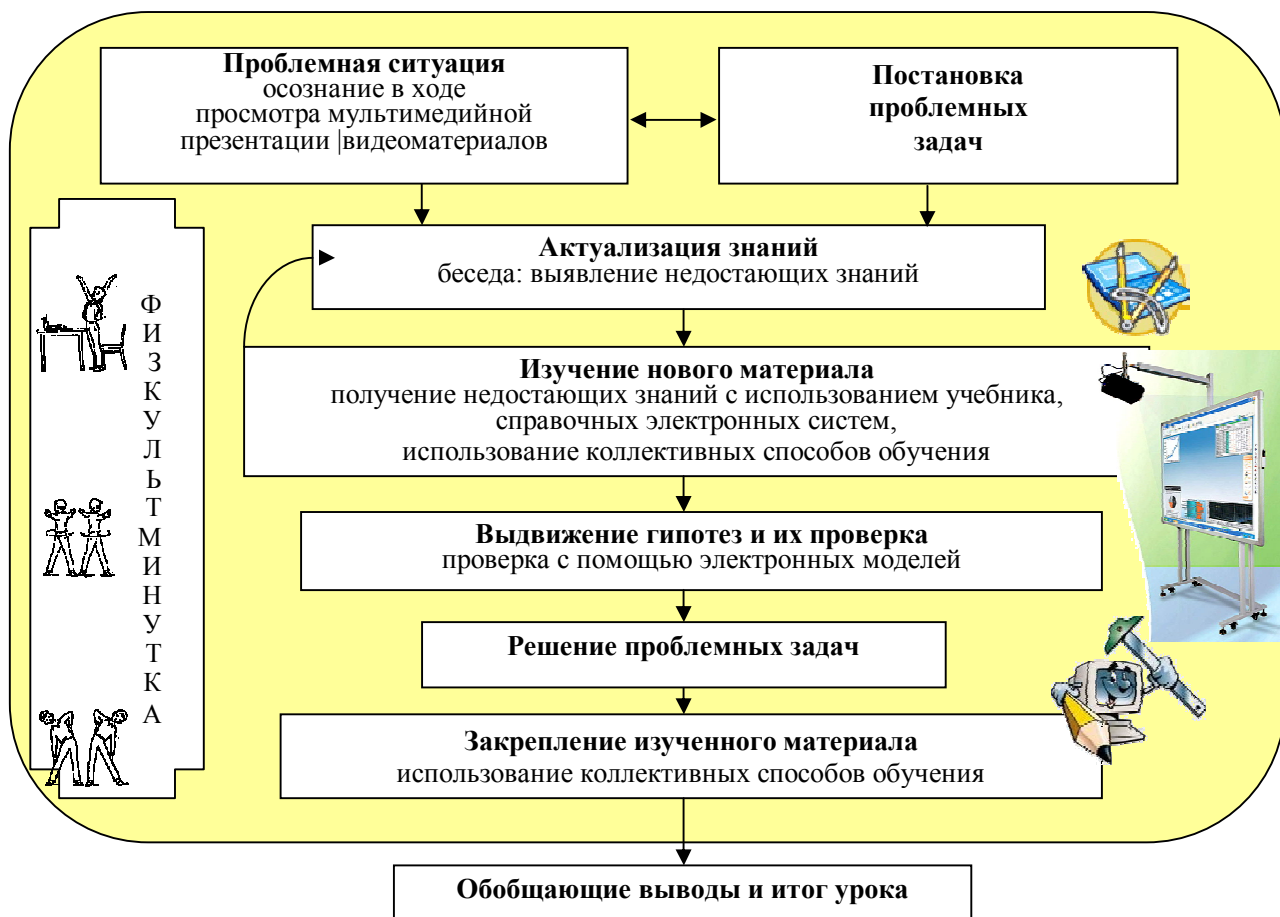 Проблемная ситуация
осознание в ходе
просмотра мультимедийной
презентации |видеоматериалов
Постановка
проблемных
задач
Актуализация знаний
беседа: выявление недостающих знаний
Изучение нового материала
получение недостающих знаний с использованием учебника,
справочных электронных систем,
использование коллективных способов обучения
Выдвижение гипотез и их проверка
проверка с помощью электронных моделей
Решение проблемных задач
Закрепление изученного материала
использование коллективных способов обучения
Обобщающие выводы и итог урока
Ф
И
З
К
У
Л
Ь
Т
М
И
Н
У
Т
К
А